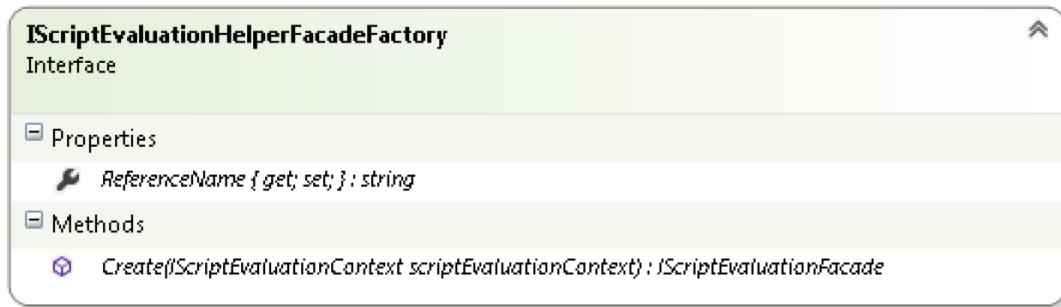 IScriptEvaluationHelperFacadeFactory
Interface
Properties
ReferenceName { get; set; } : string
Methods
Create(IScriptEvaluationContext scriptEvaluationContext) : IScriptEvaluationFacade